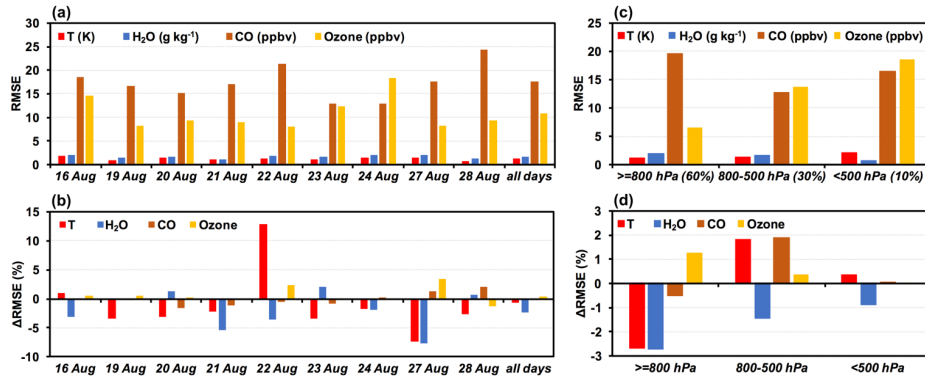 (a)
T (K) H₂O (g kg⁻¹) CO (ppbv) Ozone (ppbv)
RMSE
30
25
20
15
10
5
0
16 Aug 19 Aug 20 Aug 21 Aug 22 Aug 23 Aug 24 Aug 27 Aug 28 Aug all days
(c)
T (K) H₂O (g kg⁻¹) CO (ppbv) Ozone (ppbv)
RMSE
25
20
15
10
5
0
>=800 hPa (60%) 800-500 hPa (30%) <500 hPa (10%)
(b)
T H₂O CO Ozone
ΔRMSE (%)
15
10
5
0
-5
-10
16 Aug 19 Aug 20 Aug 21 Aug 22 Aug 23 Aug 24 Aug 27 Aug 28 Aug all days
(d)
T H₂O CO Ozone
ΔRMSE (%)
3
2
1
0
-1
-2
-3
>=800 hPa 800-500 hPa <500 hPa